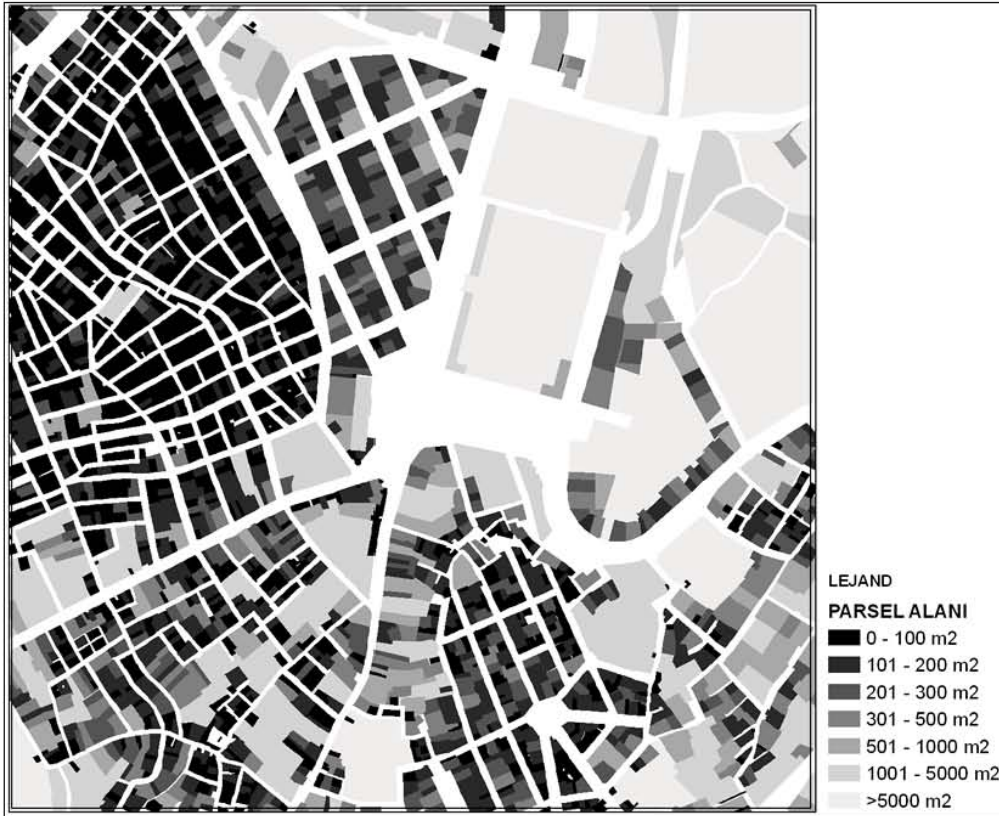 LEJAND
PARSEL ALANI
0 - 100 m2
101 - 200 m2
201 - 300 m2
301 - 500 m2
501 - 1000 m2
1001 - 5000 m2
>5000 m2